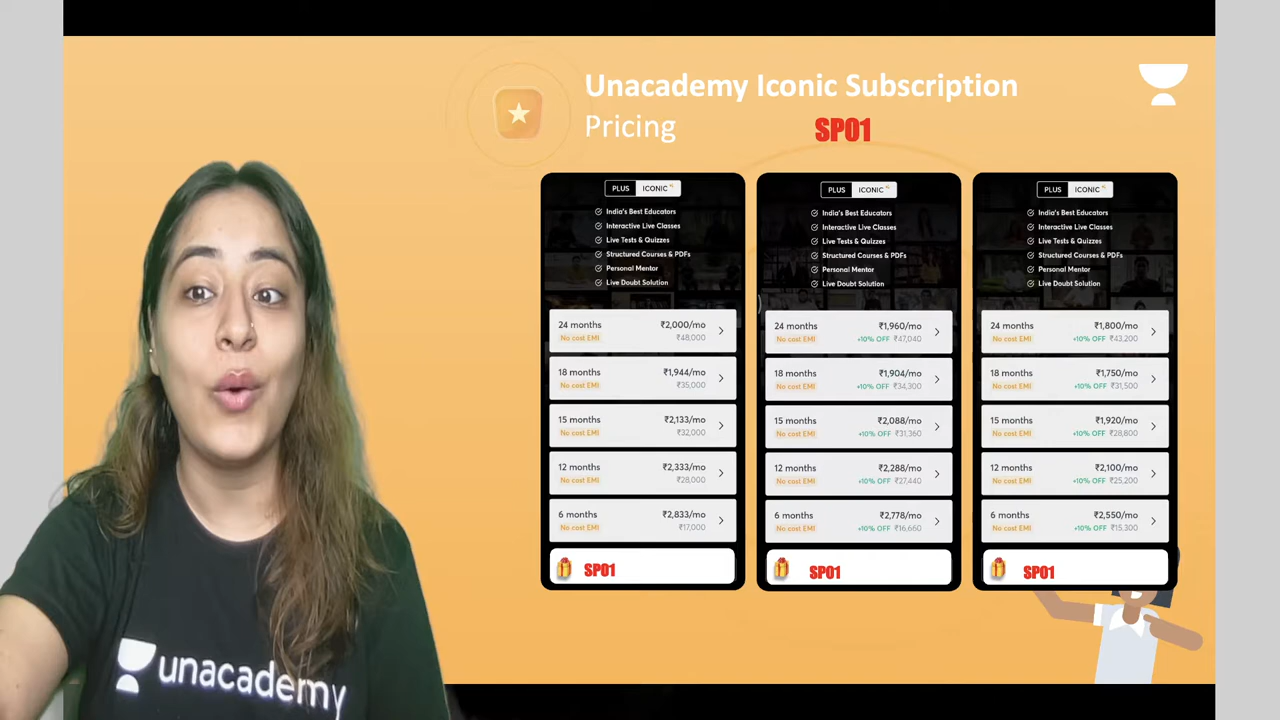 Unacademy Iconic Subscription
Pricing
SP01
PLUS ICONIC
India's Best Educators
Interactive Live Classes
Live Tests & Quizzes
Structured Courses & PDFs
Personal Mentor
Live Doubt Solution
24 months ₹2,000/mo
No cost EMI ₹48,000
18 months ₹1,944/mo
No cost EMI ₹35,000
15 months ₹2,133/mo
No cost EMI ₹32,000
12 months ₹2,333/mo
No cost EMI ₹28,000
6 months ₹2,833/mo
No cost EMI ₹17,000
SP01
PLUS ICONIC
India's Best Educators
Interactive Live Classes
Live Tests & Quizzes
Structured Courses & PDFs
Personal Mentor
Live Doubt Solution
24 months ₹1,960/mo
No cost EMI +10% OFF ₹47,040
18 months ₹1,904/mo
No cost EMI +10% OFF ₹34,300
15 months ₹2,088/mo
No cost EMI +10% OFF ₹31,360
12 months ₹2,288/mo
No cost EMI +10% OFF ₹27,440
6 months ₹2,778/mo
No cost EMI +10% OFF ₹16,660
SP01
PLUS ICONIC
India's Best Educators
Interactive Live Classes
Live Tests & Quizzes
Structured Courses & PDFs
Personal Mentor
Live Doubt Solution
24 months ₹1,800/mo
No cost EMI +10% OFF ₹43,200
18 months ₹1,750/mo
No cost EMI +10% OFF ₹31,500
15 months ₹1,920/mo
No cost EMI +10% OFF ₹28,800
12 months ₹2,100/mo
No cost EMI +10% OFF ₹25,200
6 months ₹2,550/mo
No cost EMI +10% OFF ₹15,300
SP01
unacademy